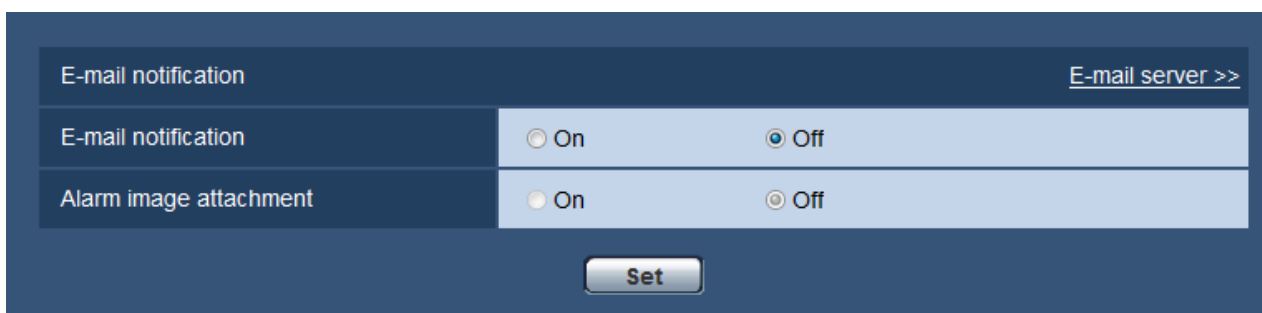 E-mail notification E-mail server >>
E-mail notification On Off
Alarm image attachment On Off
Set